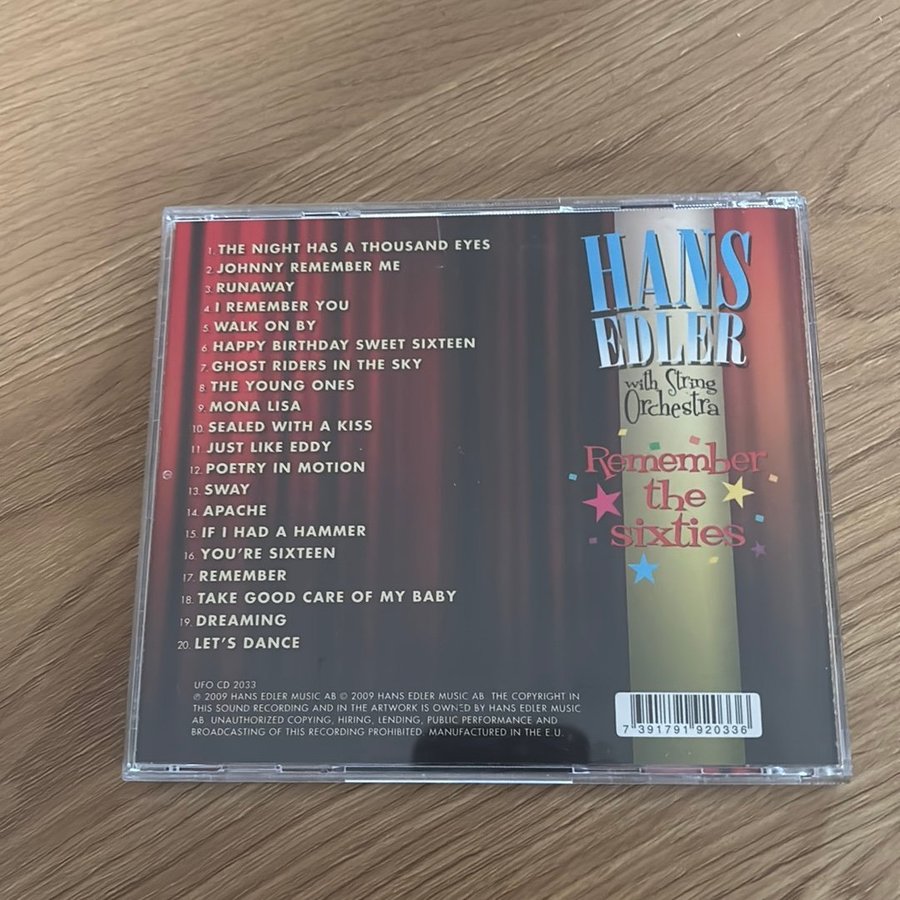 1. THE NIGHT HAS A THOUSAND EYES
2. JOHNNY REMEMBER ME
3. RUNAWAY
4. I REMEMBER YOU
5. WALK ON BY
6. HAPPY BIRTHDAY SWEET SIXTEEN
7. GHOST RIDERS IN THE SKY
8. THE YOUNG ONES
9. MONA LISA
10. SEALED WITH A KISS
11. JUST LIKE EDDY
12. POETRY IN MOTION
13. SWAY
14. APACHE
15. IF I HAD A HAMMER
16. YOU'RE SIXTEEN
17. REMEMBER
18. TAKE GOOD CARE OF MY BABY
19. DREAMING
20. LET'S DANCE
HANS
EDLER
with String
Orchestra
Remember
the
sixties
UFO CD 2033
℗ 2009 HANS EDLER MUSIC AB © 2009 HANS EDLER MUSIC AB. THE COPYRIGHT IN
THIS SOUND RECORDING AND IN THE ARTWORK IS OWNED BY HANS EDLER MUSIC
AB. UNAUTHORIZED COPYING, HIRING, LENDING, PUBLIC PERFORMANCE AND
BROADCASTING OF THIS RECORDING PROHIBITED. MANUFACTURED IN THE E.U.
7 391791 920336